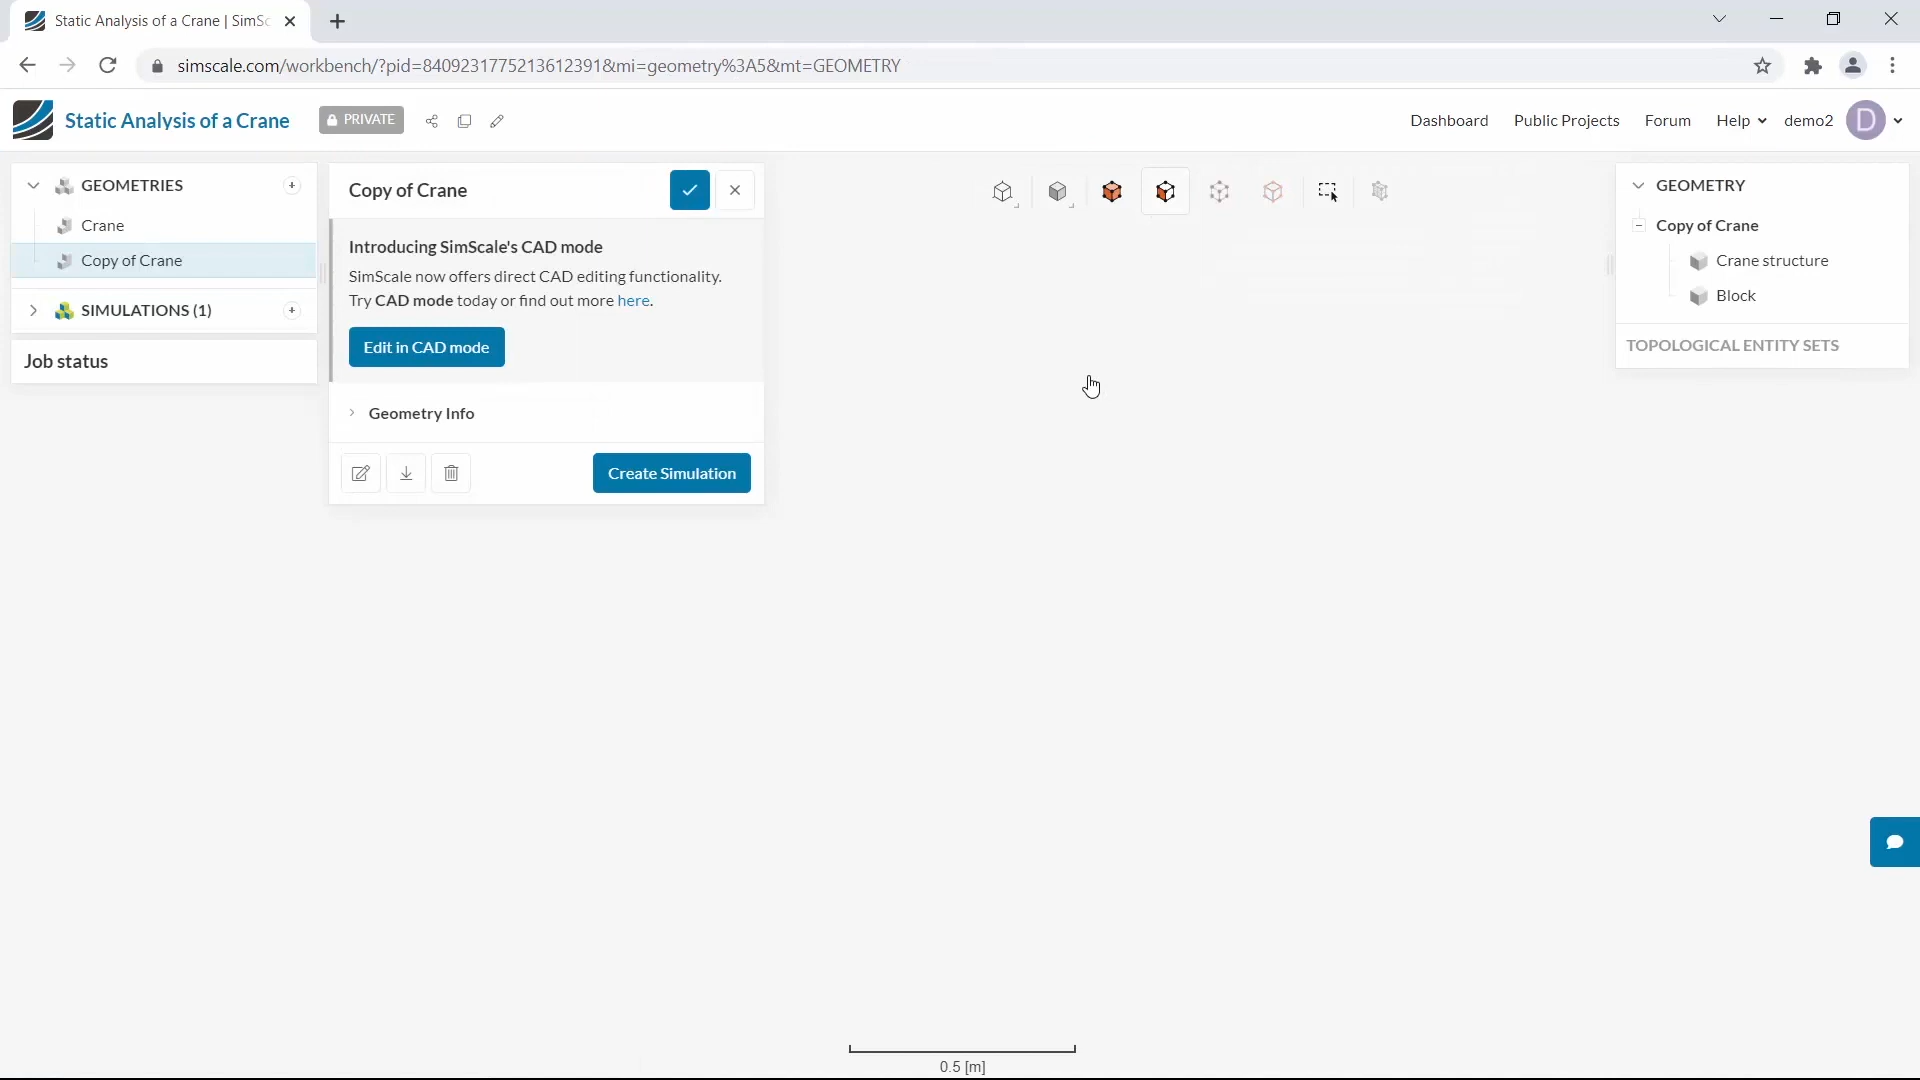 Static Analysis of a Crane | SimSc
simscale.com/workbench/?pid=8409231775213612391&mi=geometry%3A5&mt=GEOMETRY
Static Analysis of a Crane
PRIVATE
Dashboard
Public Projects
Forum
Help
demo2
D
GEOMETRIES
Crane
Copy of Crane
SIMULATIONS (1)
Job status
Copy of Crane
Introducing SimScale's CAD mode
SimScale now offers direct CAD editing functionality.
Try CAD mode today or find out more here.
Edit in CAD mode
Geometry Info
Create Simulation
GEOMETRY
Copy of Crane
Crane structure
Block
TOPOLOGICAL ENTITY SETS
0.5 [m]